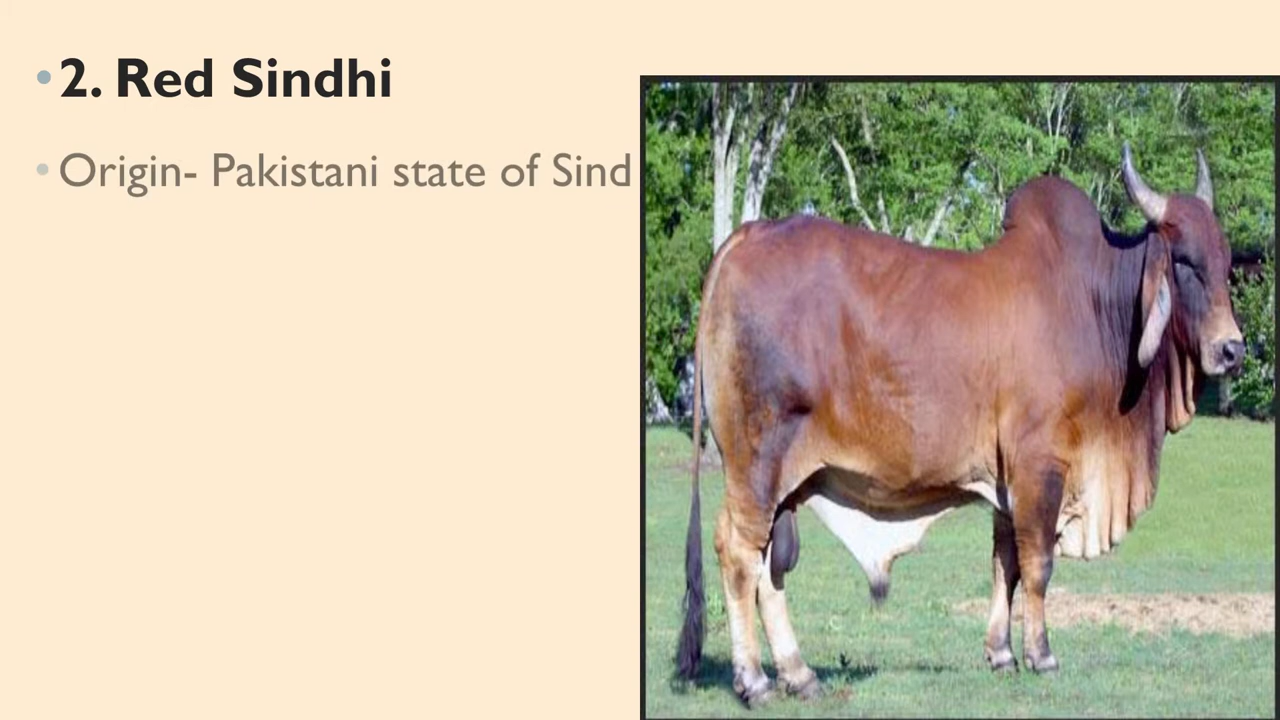 •2. Red Sindhi
•Origin- Pakistani state of Sind